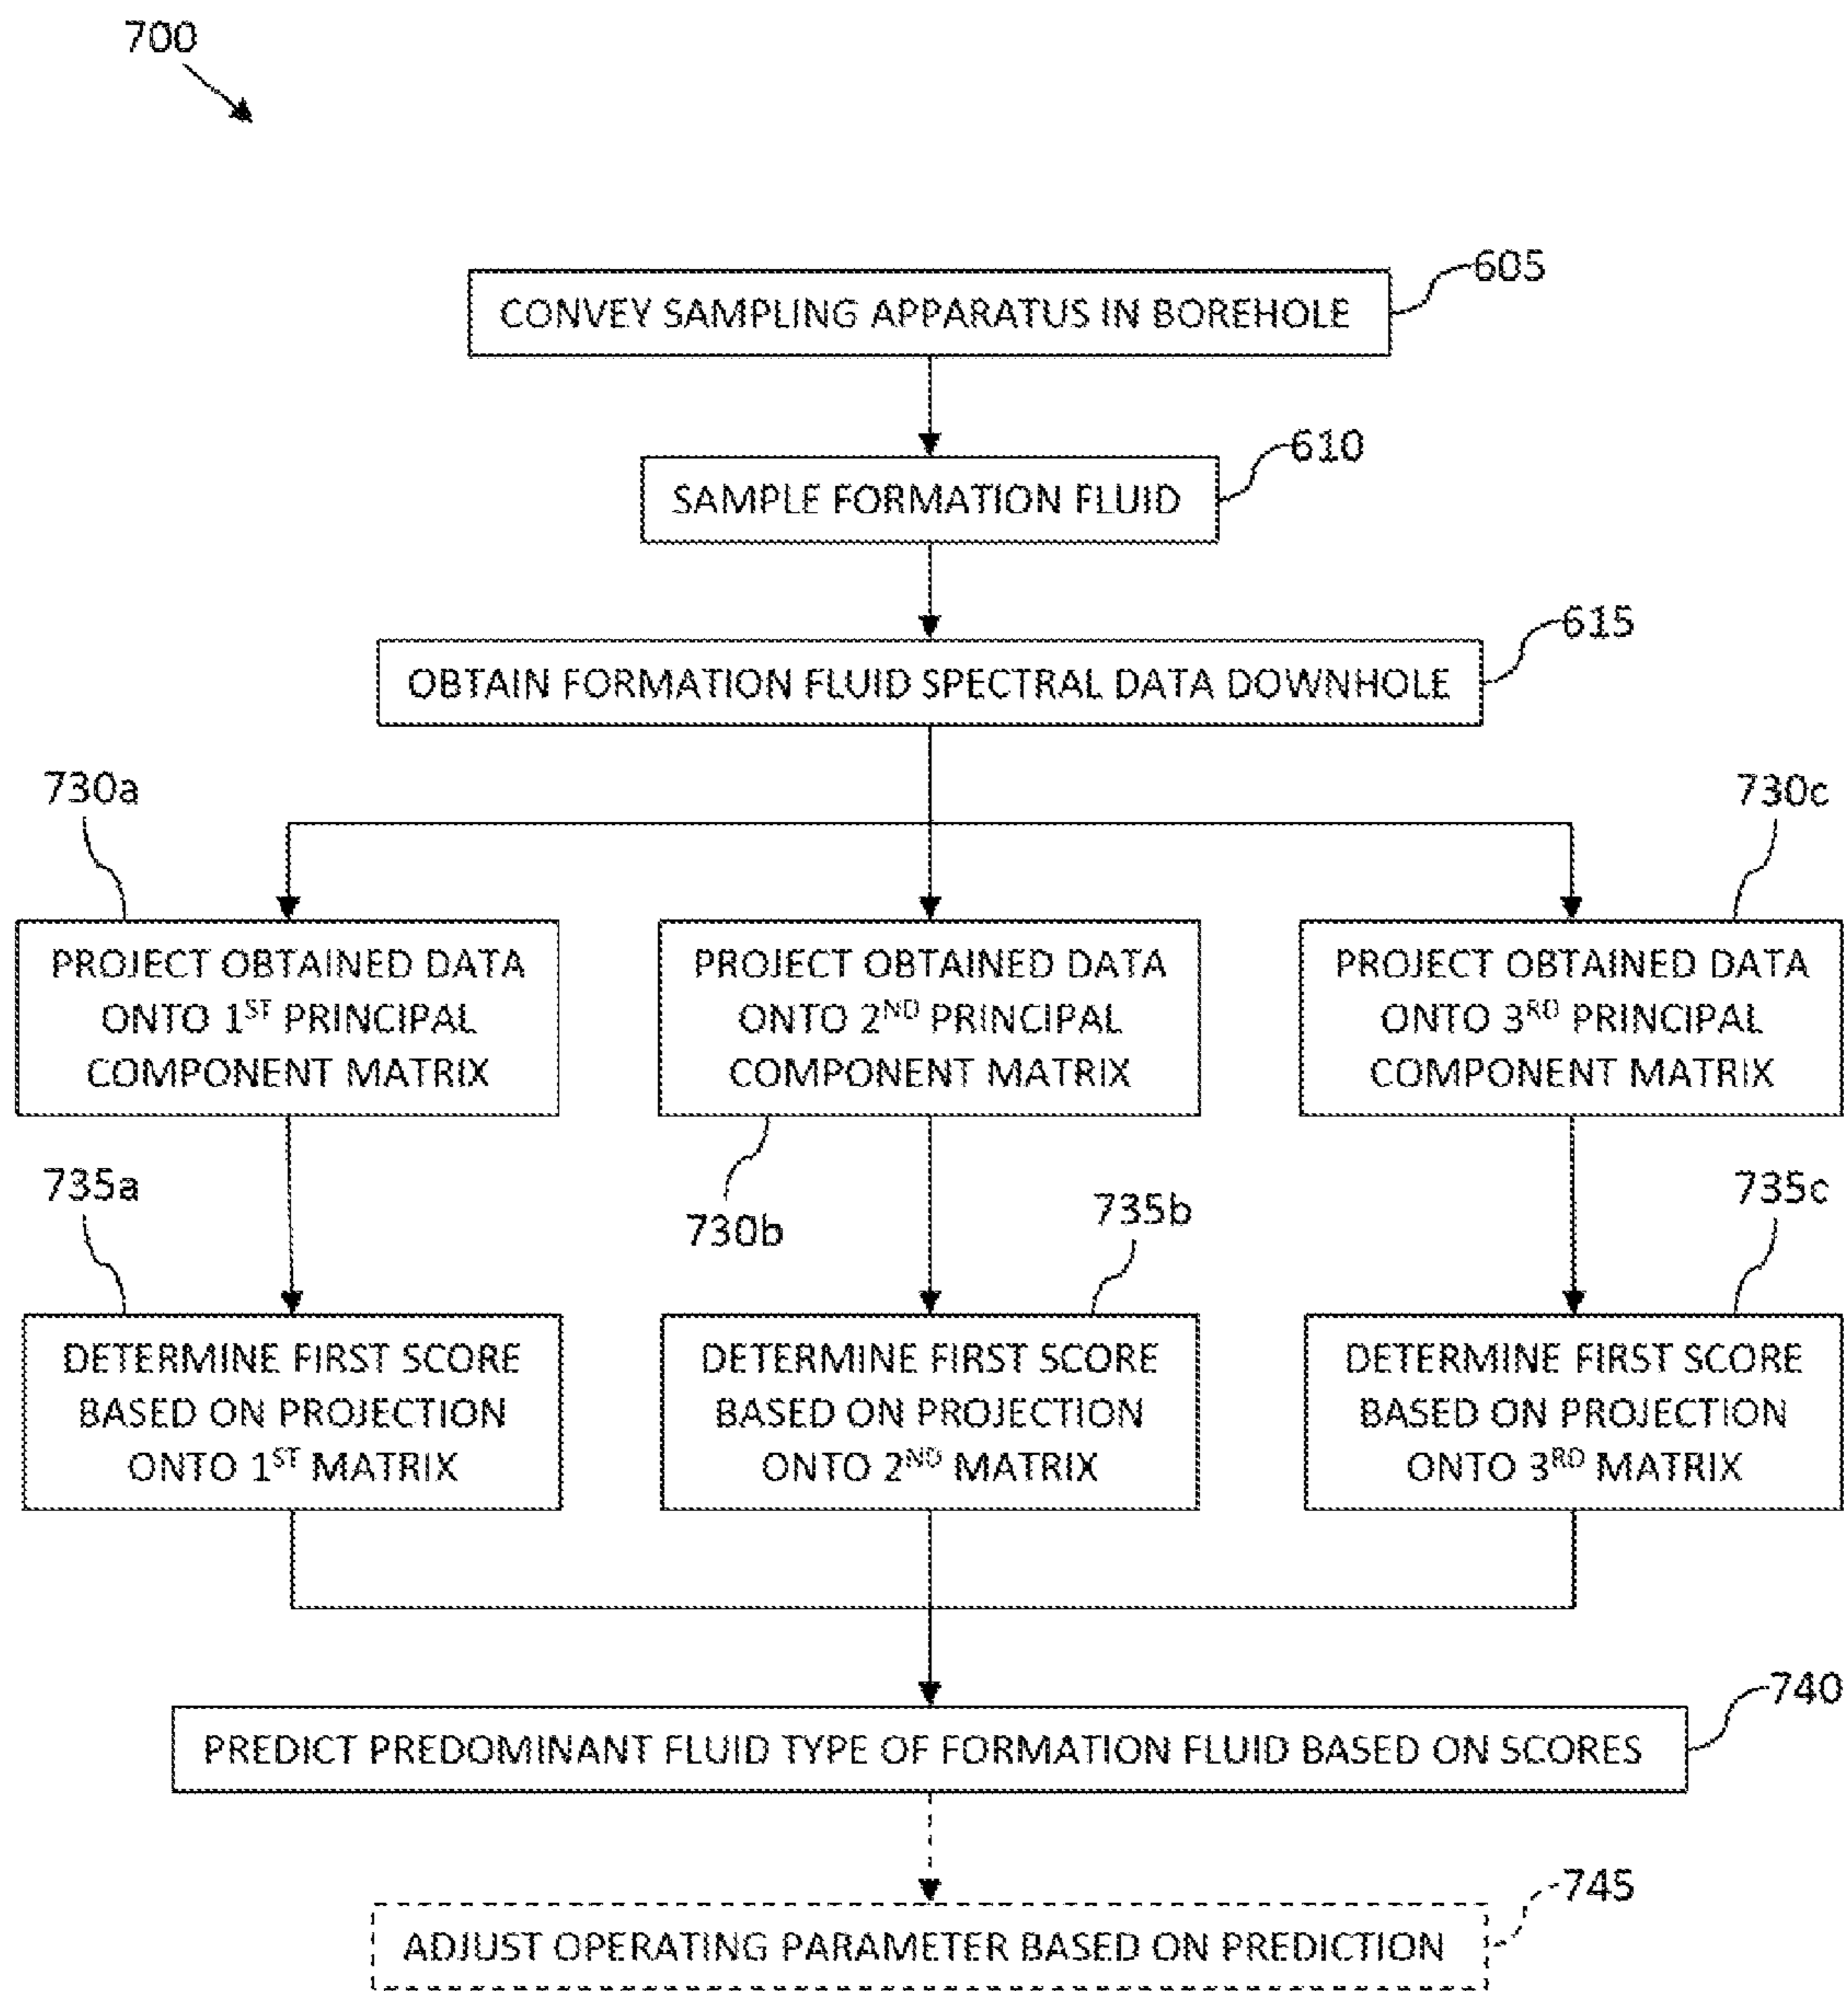 700
605
CONVEY SAMPLING APPARATUS IN BOREHOLE
610
SAMPLE FORMATION FLUID
615
OBTAIN FORMATION FLUID SPECTRAL DATA DOWNHOLE
730a
730c
PROJECT OBTAINED DATA
ONTO 1ST PRINCIPAL
COMPONENT MATRIX
PROJECT OBTAINED DATA
ONTO 2ND PRINCIPAL
COMPONENT MATRIX
PROJECT OBTAINED DATA
ONTO 3RD PRINCIPAL
COMPONENT MATRIX
735a
730b
735b
735c
DETERMINE FIRST SCORE
BASED ON PROJECTION
ONTO 1ST MATRIX
DETERMINE FIRST SCORE
BASED ON PROJECTION
ONTO 2ND MATRIX
DETERMINE FIRST SCORE
BASED ON PROJECTION
ONTO 3RD MATRIX
740
PREDICT PREDOMINANT FLUID TYPE OF FORMATION FLUID BASED ON SCORES
745
ADJUST OPERATING PARAMETER BASED ON PREDICTION